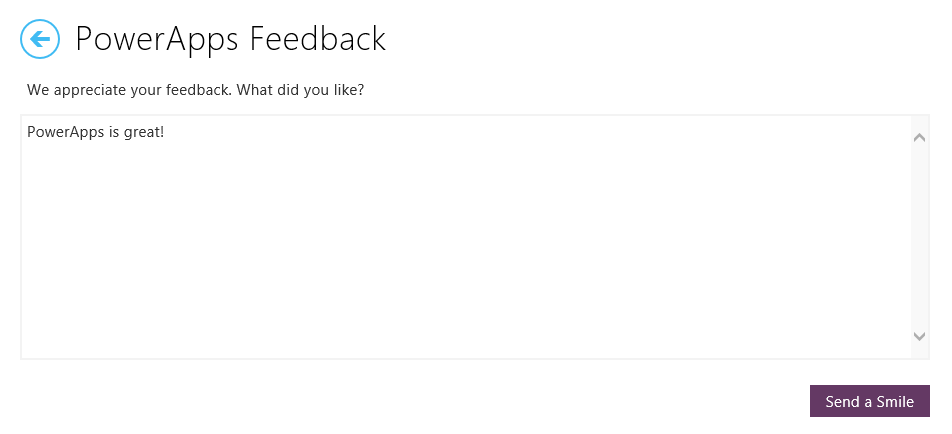 PowerApps Feedback
We appreciate your feedback. What did you like?
PowerApps is great!
Send a Smile